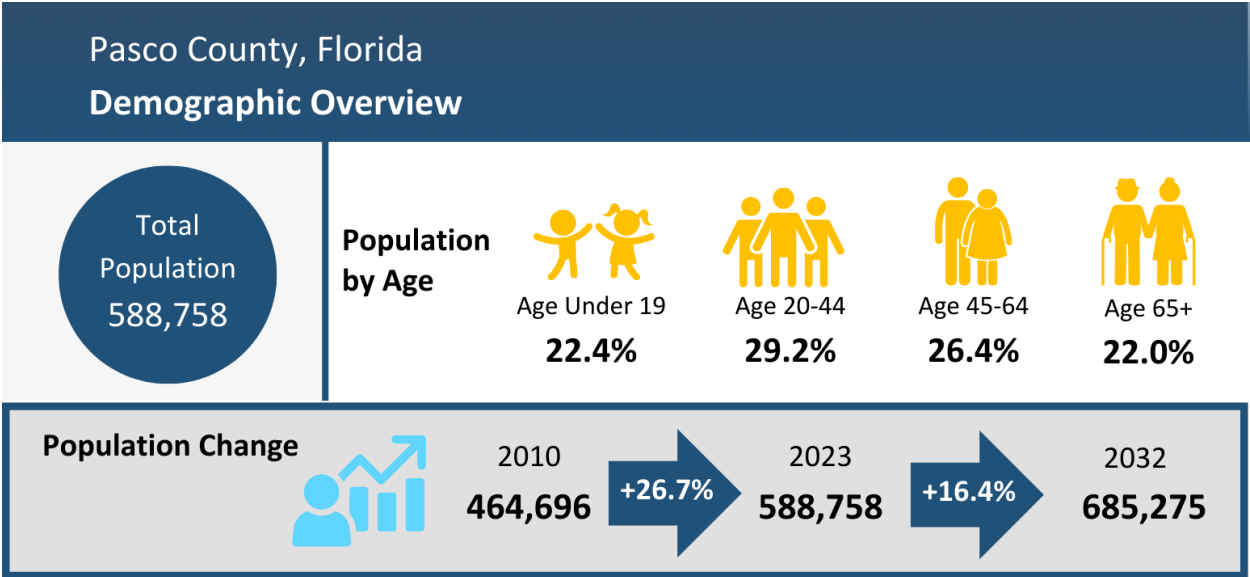 Pasco County, Florida
Demographic Overview
Total
Population
588,758
Population
by Age
Age Under 19
22.4%
Age 20-44
29.2%
Age 45-64
26.4%
Age 65+
22.0%
Population Change
2010
464,696
+26.7%
2023
588,758
+16.4%
2032
685,275